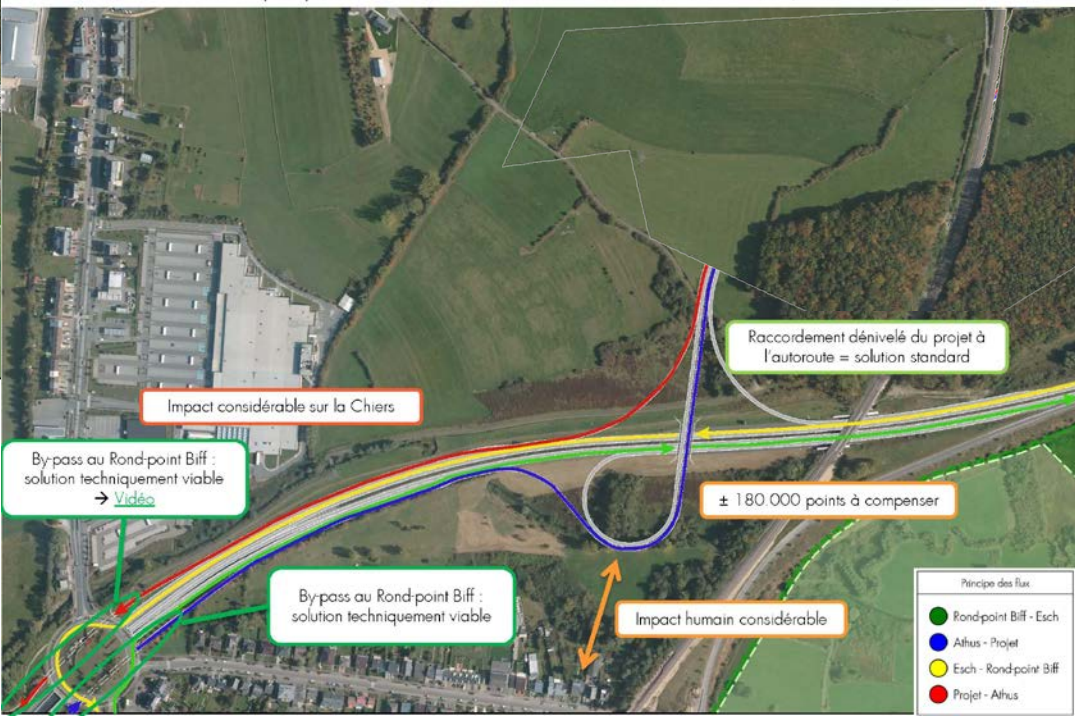 Raccordement dénivelé du projet à
l'autoroute = solution standard
Impact considérable sur la Chiers
By-pass au Rond-point Biff :
solution techniquement viable
→ Vidéo
± 180.000 points à compenser
By-pass au Rond-point Biff :
solution techniquement viable
Impact humain considérable
Principe des flux
Rond-point Biff - Esch
Athus - Projet
Esch - Rond-point Biff
Projet - Athus